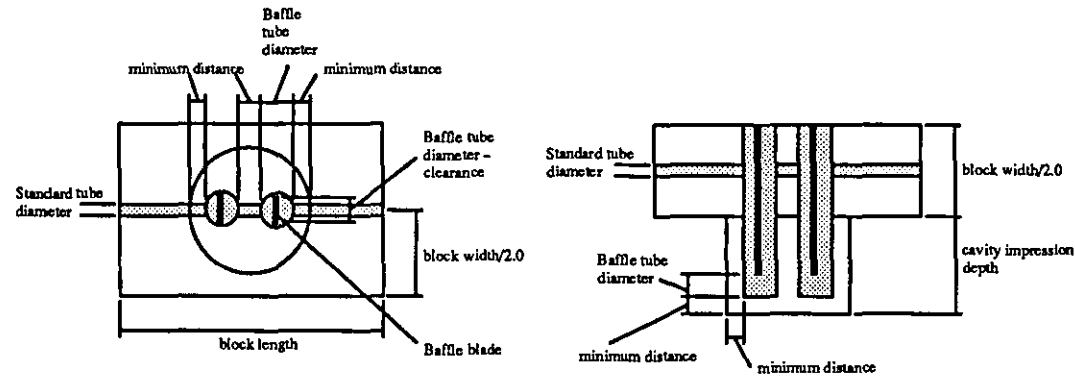 Baffle
tube
diameter
minimum distance
minimum distance
Baffle tube
diameter –
clearance
Standard tube
diameter
block width/2.0
block length
Baffle blade
Standard tube
diameter
block width/2.0
cavity impression
depth
Baffle tube
diameter
minimum distance
minimum distance